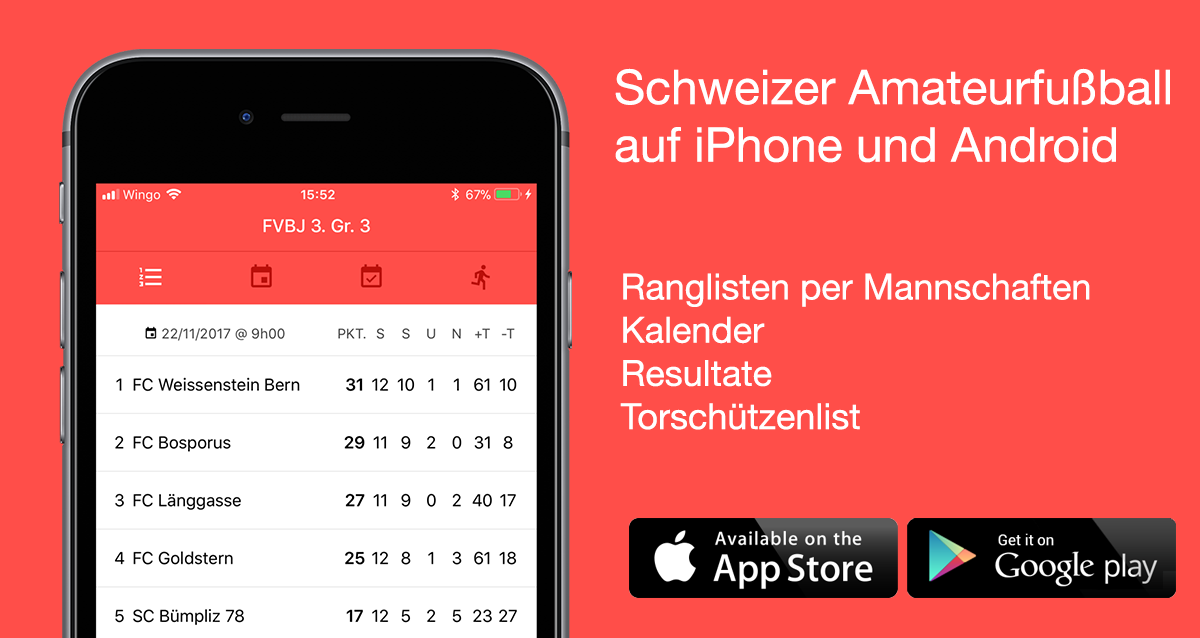 Schweizer Amateurfußball
auf iPhone und Android
Wingo 15:52 67%
FVBJ 3. Gr. 3
22/11/2017 @ 9h00 PKT. S S U N +T -T
1 FC Weissenstein Bern 31 12 10 1 1 61 10
2 FC Bosporus 29 11 9 2 0 31 8
3 FC Länggasse 27 11 9 0 2 40 17
4 FC Goldstern 25 12 8 1 3 61 18
5 SC Bümpliz 78 17 12 5 2 5 23 27
Ranglisten per Mannschaften
Kalender
Resultate
Torschützenlist
Available on the
App Store
Get it on
Google play